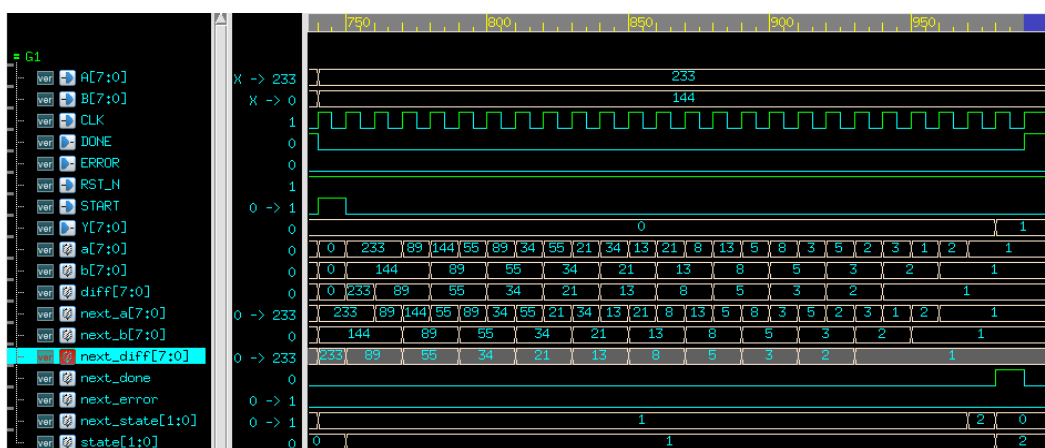 750 800 850 900 950
= G1
ver A[7:0] X -> 233 233
ver B[7:0] X -> 0 144
ver CLK 1
ver DONE 0
ver ERROR 0
ver RST_N 1
ver START 0 -> 1
ver Y[7:0] 0 0 1
ver a[7:0] 0 0 233 89 144 55 89 34 55 21 34 13 21 8 13 5 8 3 5 2 3 1 2 1
ver b[7:0] 0 0 144 89 55 34 21 13 8 5 3 2 1
ver diff[7:0] 0 0 233 89 55 34 21 13 8 5 3 2 1
ver next_a[7:0] 0 -> 233 233 89 144 55 89 34 55 21 34 13 21 8 13 5 8 3 5 2 3 1 2 1
ver next_b[7:0] 0 144 89 55 34 21 13 8 5 3 2 1
ver next_diff[7:0] 0 -> 233 233 89 55 34 21 13 8 5 3 2 1
ver next_done 0
ver next_error 0 -> 1
ver next_state[1:0] 0 -> 1 1 2 0
ver state[1:0] 0 0 1 2